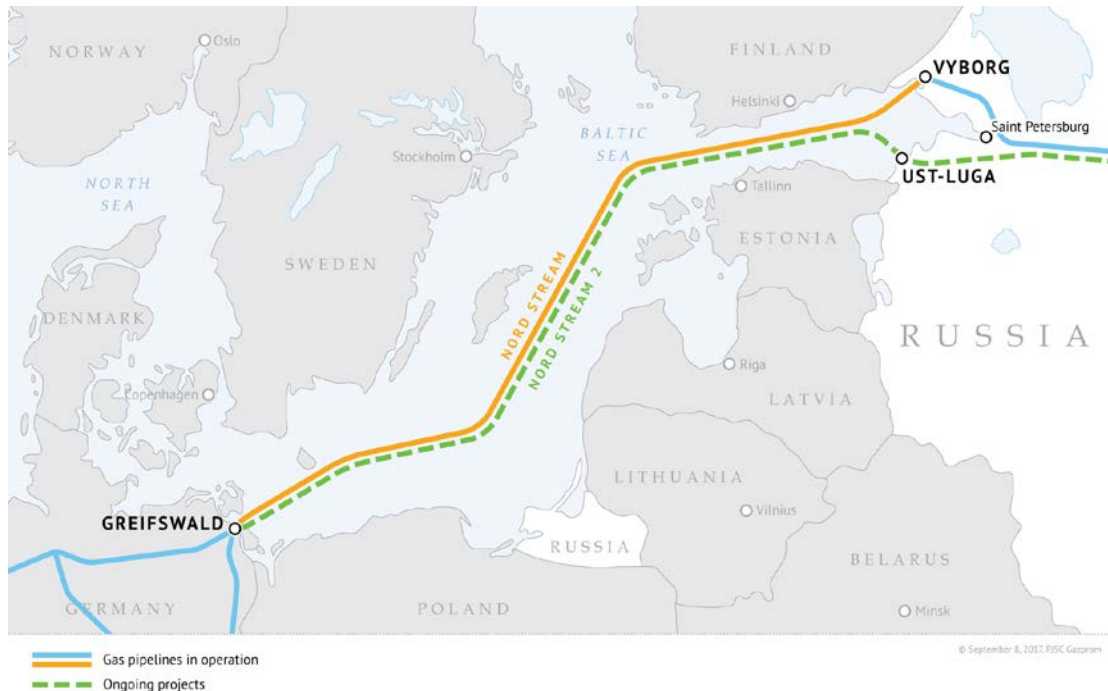 NORWAY
Oslo
FINLAND
VYBORG
Helsinki
Saint Petersburg
BALTIC
SEA
Stockholm
UST-LUGA
NORTH
SEA
Tallinn
ESTONIA
SWEDEN
NORD STREAM
NORD STREAM 2
DENMARK
RUSSIA
Riga
Copenhagen
LATVIA
LITHUANIA
GREIFSWALD
Vilnius
RUSSIA
BELARUS
GERMANY
POLAND
Minsk
© September 8, 2017, PJSC Gazprom
Gas pipelines in operation
Ongoing projects